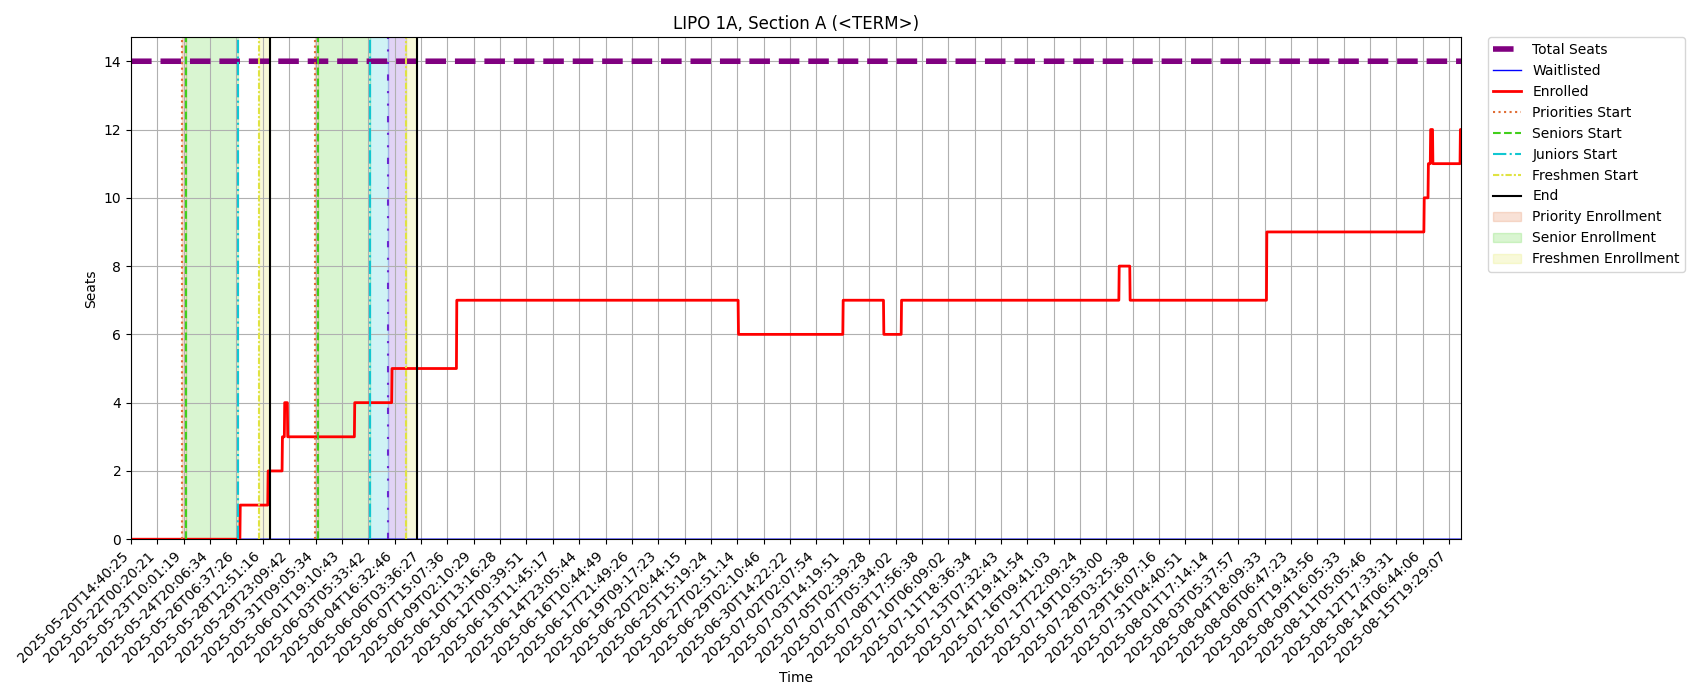 LIPO 1A, Section A (<TERM>)
Total Seats
Waitlisted
Enrolled
Priorities Start
Seniors Start
Juniors Start
Freshmen Start
End
Priority Enrollment
Senior Enrollment
Freshmen Enrollment
Seats
14
12
10
8
6
4
2
0
2025-05-20T14:40:25
2025-05-22T00:20:21
2025-05-23T10:01:19
2025-05-24T20:06:34
2025-05-26T06:37:26
2025-05-28T12:51:16
2025-05-29T23:09:42
2025-05-31T09:05:34
2025-06-01T19:10:43
2025-06-03T05:33:42
2025-06-04T16:32:46
2025-06-06T03:36:27
2025-06-07T15:07:36
2025-06-09T02:10:29
2025-06-10T13:16:28
2025-06-12T00:39:51
2025-06-13T11:45:17
2025-06-14T23:05:44
2025-06-16T10:44:49
2025-06-17T21:49:26
2025-06-19T09:17:23
2025-06-20T20:44:15
2025-06-25T15:19:24
2025-06-27T02:51:14
2025-06-29T02:10:46
2025-06-30T14:22:22
2025-07-02T02:07:54
2025-07-03T14:19:51
2025-07-05T02:39:28
2025-07-07T05:34:02
2025-07-08T17:56:38
2025-07-10T06:09:02
2025-07-11T18:36:34
2025-07-13T07:32:43
2025-07-14T19:41:54
2025-07-16T09:41:03
2025-07-17T22:09:24
2025-07-19T10:53:00
2025-07-28T03:25:38
2025-07-29T16:07:16
2025-07-31T04:40:51
2025-08-01T17:14:14
2025-08-03T05:37:57
2025-08-04T18:09:33
2025-08-06T06:47:23
2025-08-07T19:43:56
2025-08-09T16:05:33
2025-08-11T05:05:46
2025-08-12T17:33:31
2025-08-14T06:44:06
2025-08-15T19:29:07
Time